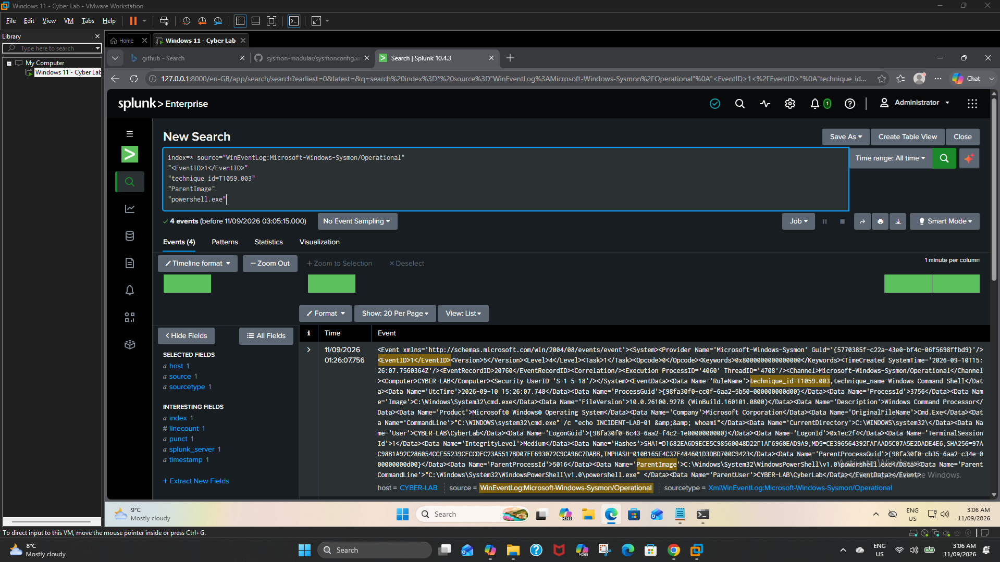 Windows 11 - Cyber Lab - VMware Workstation
File Edit View VM Tabs Help
Library
Type here to search
My Computer
Windows 11 - Cyber Lab
Home
Windows 11 - Cyber Lab
github - Search
sysmon-modular/sysmonconfig.xm
Search | Splunk 10.4.3
127.0.0.1:8000/en-GB/app/search/search?earliest=0&latest=&q=search%20index%3D*%20source%3D"WinEventLog%3AMicrosoft-Windows-Sysmon%2FOperational"%0A"<EventID>1<%2FEventID>"%0A"technique_id...
Chat
splunk>Enterprise
1
Administrator
New Search
Save As
Create Table View
Close
index=* source="WinEventLog:Microsoft-Windows-Sysmon/Operational"
"<EventID>1</EventID>"
"technique_id=T1059.003"
"ParentImage"
"powershell.exe"
Time range: All time
4 events (before 11/09/2026 03:05:15.000)
No Event Sampling
Job
Smart Mode
Events (4)
Patterns
Statistics
Visualization
Timeline format
Zoom Out
+ Zoom to Selection
Deselect
1 minute per column
Format
Show: 20 Per Page
View: List
Hide Fields
All Fields
i
Time
Event
SELECTED FIELDS
a host 1
a source 1
a sourcetype 1
INTERESTING FIELDS
a index 1
# linecount 1
a punct 1
a splunk_server 1
a timestamp 1
+ Extract New Fields
11/09/2026
01:26:07.756
<Event xmlns='http://schemas.microsoft.com/win/2004/08/events/event'><System><Provider Name='Microsoft-Windows-Sysmon' Guid='{5770385f-c22a-43e0-bf4c-06f5698ffbd9}'/>
<EventID>1</EventID><Version>5</Version><Level>4</Level><Task>1</Task><Opcode>0</Opcode><Keywords>0x8000000000000000</Keywords><TimeCreated SystemTime='2026-09-10T15:
26:07.7560364Z'/><EventRecordID>20760</EventRecordID><Correlation/><Execution ProcessID='4060' ThreadID='4708'/><Channel>Microsoft-Windows-Sysmon/Operational</Channel
><Computer>CYBER-LAB</Computer><Security UserID='S-1-5-18'/></System><EventData><Data Name='RuleName'>technique_id=T1059.003,technique_name=Windows Command Shell</Dat
a><Data Name='UtcTime'>2026-09-10 15:26:07.748</Data><Data Name='ProcessGuid'>{98fa30f0-cc0f-6aa2-5b50-000000000d00}</Data><Data Name='ProcessId'>3756</Data><Data Nam
e='Image'>C:\Windows\System32\cmd.exe</Data><Data Name='FileVersion'>10.0.26100.9278 (WinBuild.160101.0800)</Data><Data Name='Description'>Windows Command Processor</
Data><Data Name='Product'>Microsoft® Windows® Operating System</Data><Data Name='Company'>Microsoft Corporation</Data><Data Name='OriginalFileName'>Cmd.Exe</Data><Dat
a Name='CommandLine'>"C:\WINDOWS\system32\cmd.exe" /c "echo INCIDENT-LAB-01 &amp;&amp; whoami"</Data><Data Name='CurrentDirectory'>C:\WINDOWS\system32\</Data><Data Na
me='User'>CYBER-LAB\CyberLab</Data><Data Name='LogonGuid'>{98fa30f0-6c43-6aa2-f4c2-1e0000000000}</Data><Data Name='LogonId'>0x1ec2f4</Data><Data Name='TerminalSession
Id'>1</Data><Data Name='IntegrityLevel'>Medium</Data><Data Name='Hashes'>SHA1=D1682EA6D9ECE5C98560048D22F1AF6960EAD9A9,MD5=CE396564392FAFAAD5C07A5E2DADE4E6,SHA256=97A
C98B1A92C286054CCE55239CFCCDFC23A5517BD07FE693072C9CA96C7DABB,IMPHASH=010B165E4C37F484601D3DBD700C9423</Data><Data Name='ParentProcessGuid'>{98fa30f0-cb35-6aa2-c34e-0
00000000d00}</Data><Data Name='ParentProcessId'>5016</Data><Data Name='ParentImage'>C:\Windows\System32\WindowsPowerShell\v1.0\powershell.exe</Data><Data Name='Parent
CommandLine'>"C:\Windows\System32\WindowsPowerShell\v1.0\powershell.exe" </Data><Data Name='ParentUser'>CYBER-LAB\CyberLab</Data></EventData></Event>
Activate Windows
Go to Settings to activate Windows.
host = CYBER-LAB
source = WinEventLog:Microsoft-Windows-Sysmon/Operational
sourcetype = XmlWinEventLog:Microsoft-Windows-Sysmon/Operational
9°C
Mostly cloudy
Search
M365
ENG
US
3:06 AM
11/09/2026
To direct input to this VM, move the mouse pointer inside or press Ctrl+G.
8°C
Mostly cloudy
Search
M365
ENG
US
3:06 AM
11/09/2026